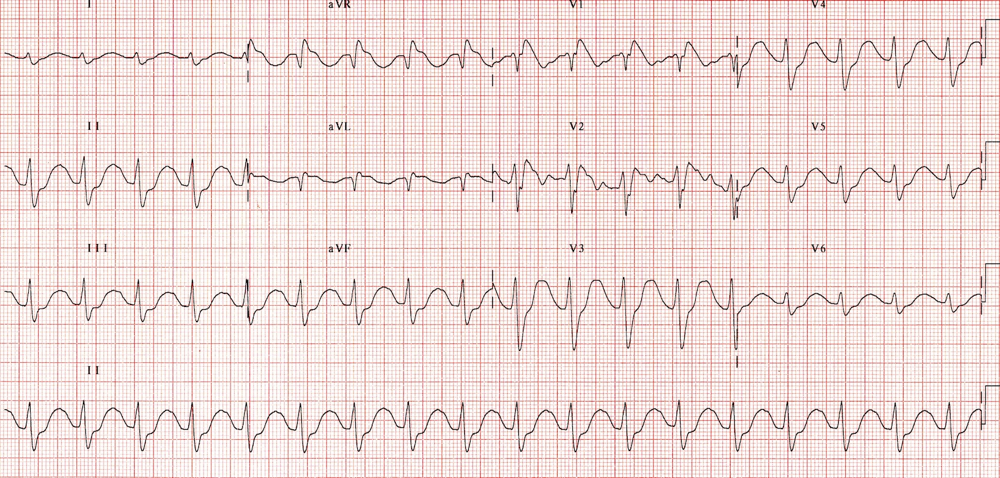 I aVR V1 V4
II aVL V2 V5
III aVF V3 V6
II